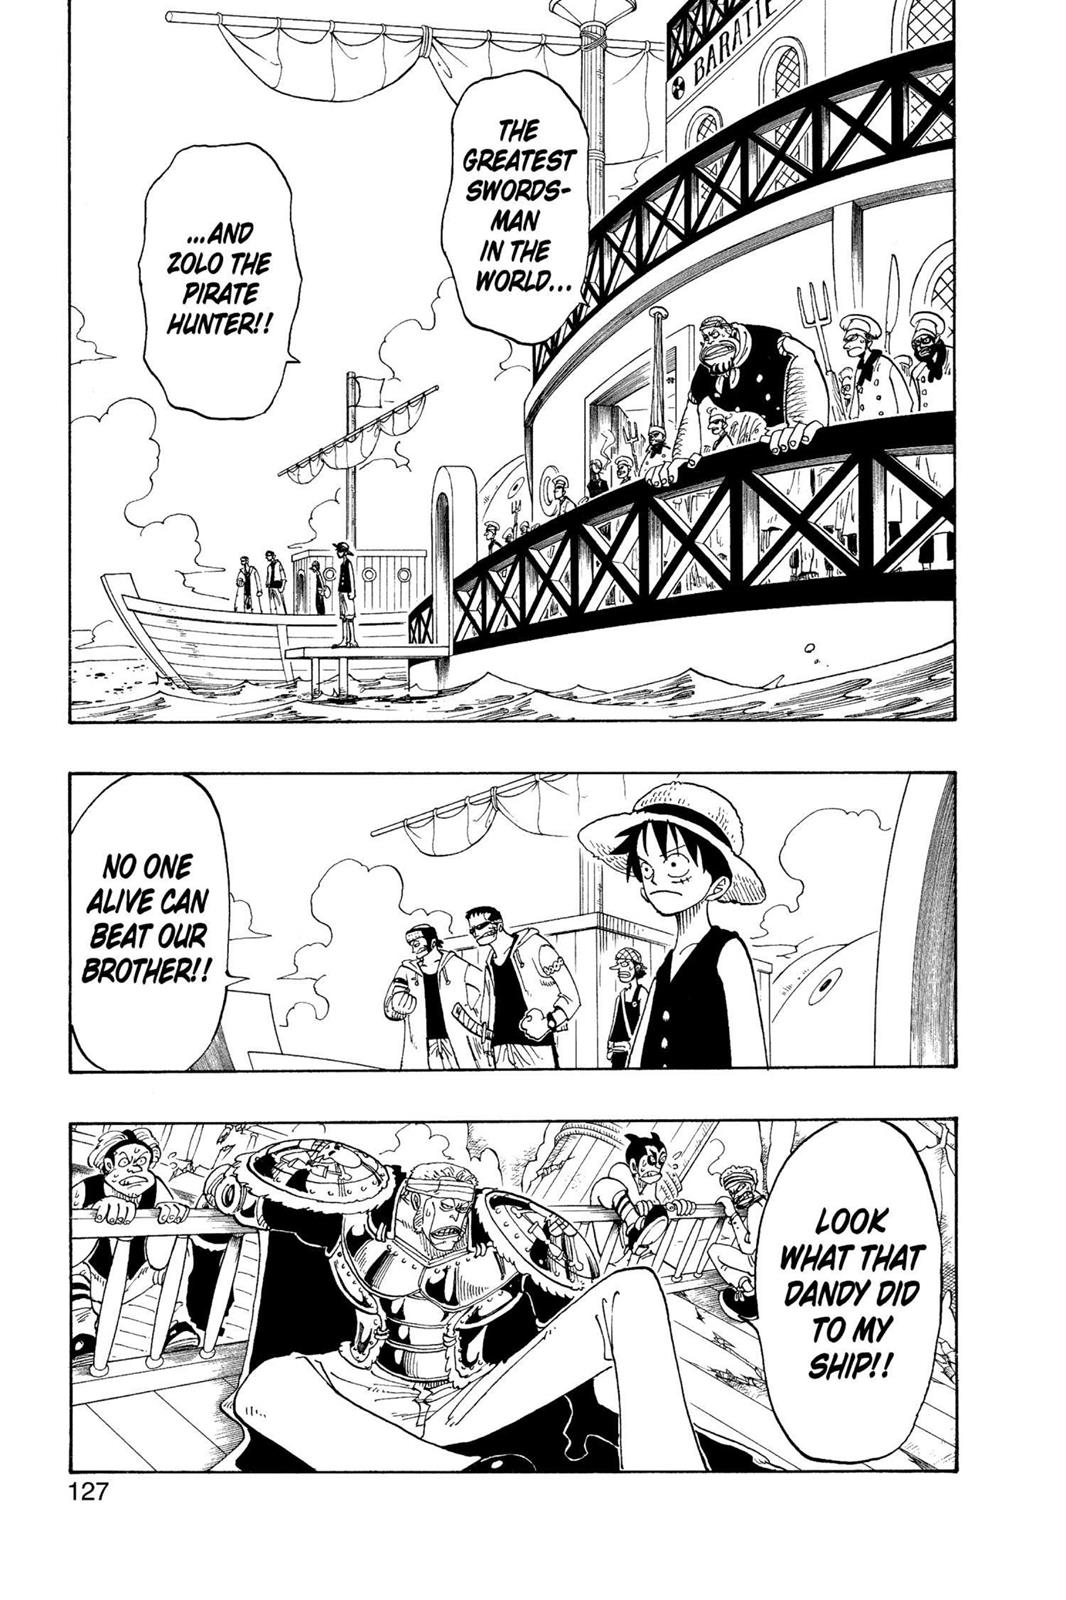 BARATIE
THE
GREATEST
SWORDS-
MAN
IN THE
WORLD...
...AND
ZOLO THE
PIRATE
HUNTER!!
NO ONE
ALIVE CAN
BEAT OUR
BROTHER!!
LOOK
WHAT THAT
DANDY DID
TO MY
SHIP!!
127